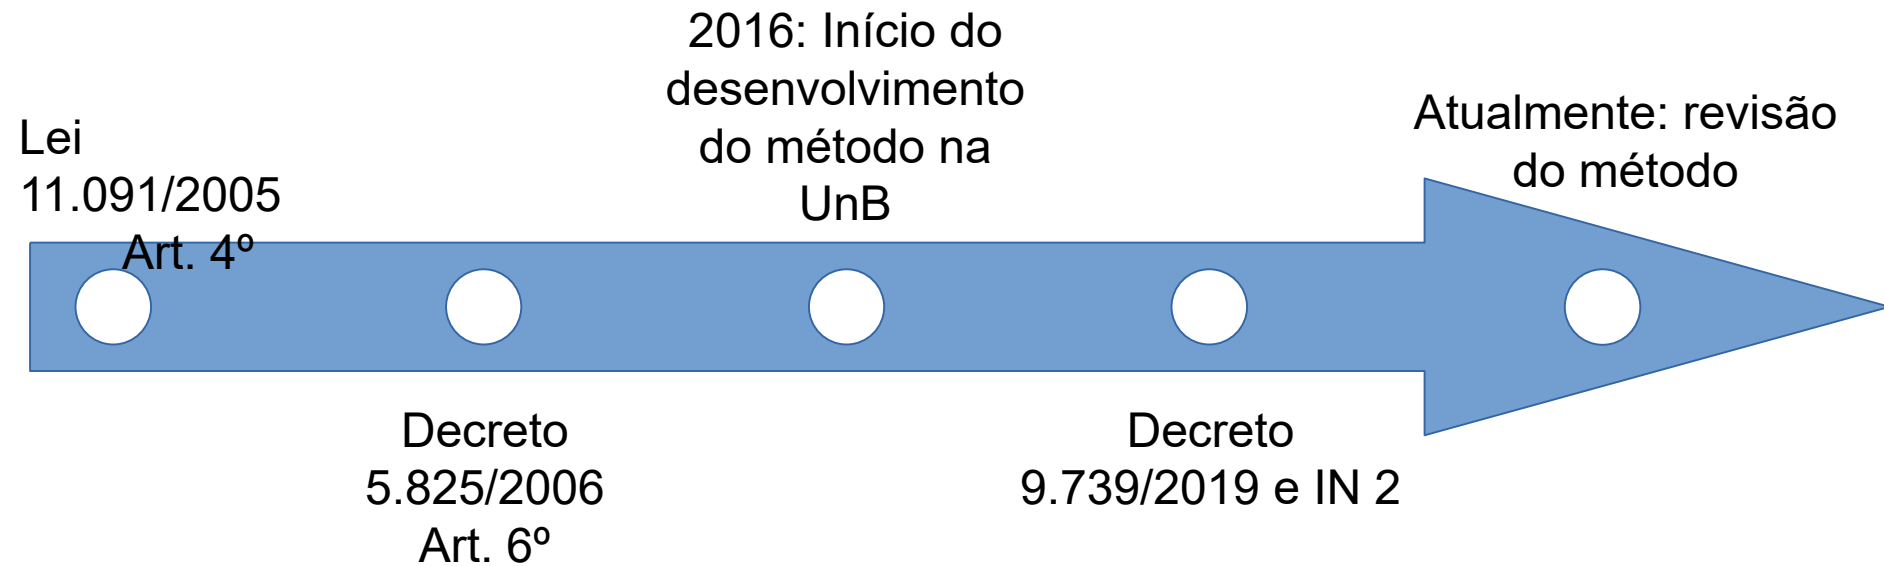 Lei
11.091/2005
Art. 4º
Decreto
5.825/2006
Art. 6º
2016: Início do
desenvolvimento
do método na
UnB
Decreto
9.739/2019 e IN 2
Atualmente: revisão
do método